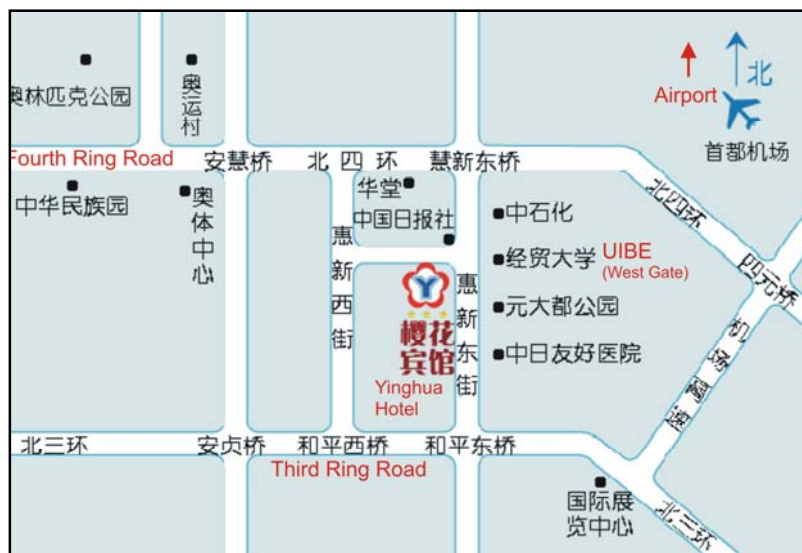 奥林匹克公园
奥运村
Airport
北
首都机场
Fourth Ring Road
安慧桥
北四环
慧新东桥
中华民族园
奥体中心
华堂
中国日报社
惠新西街
中石化
经贸大学
UIBE
(West Gate)
元大都公园
中日友好医院
惠新东街
Y
樱花
宾馆
Yinghua
Hotel
北四环
四元桥
机场高速
北三环
安贞桥
和平西桥
和平东桥
Third Ring Road
国际展
览中心
北三环